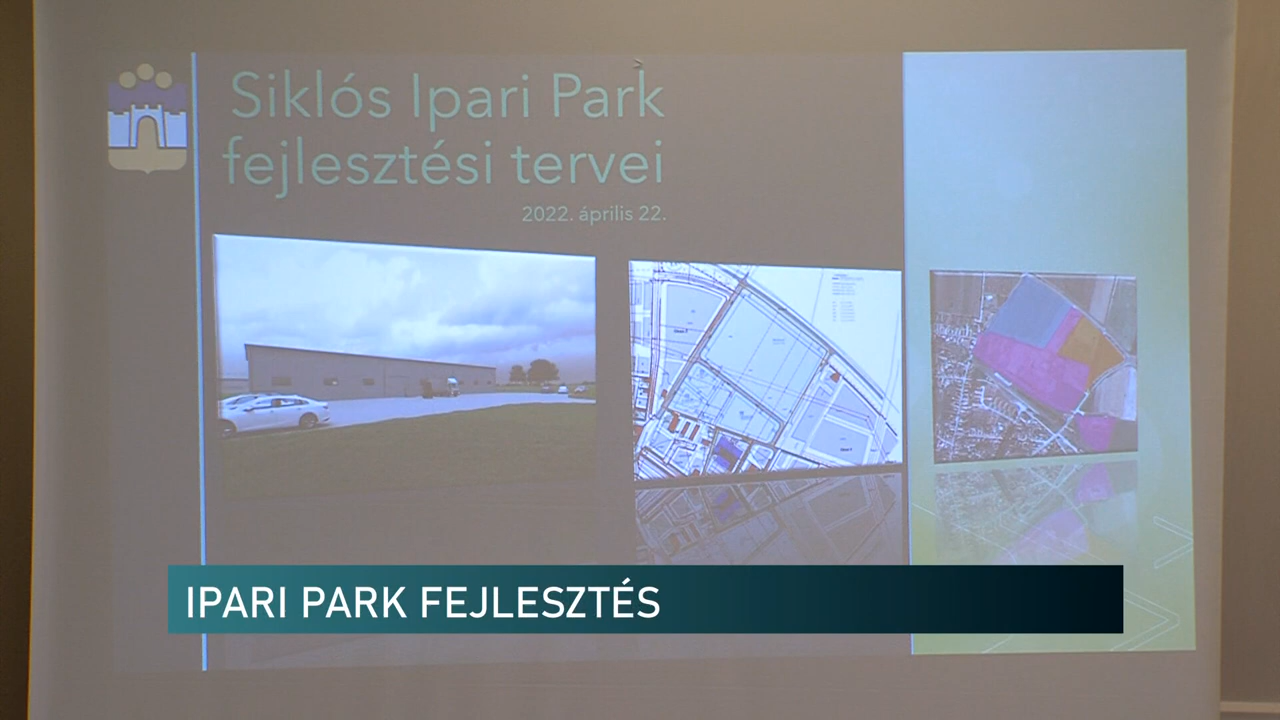 Siklós Ipari Park
fejlesztési tervei
2022. április 22.
IPARI PARK FEJLESZTÉS